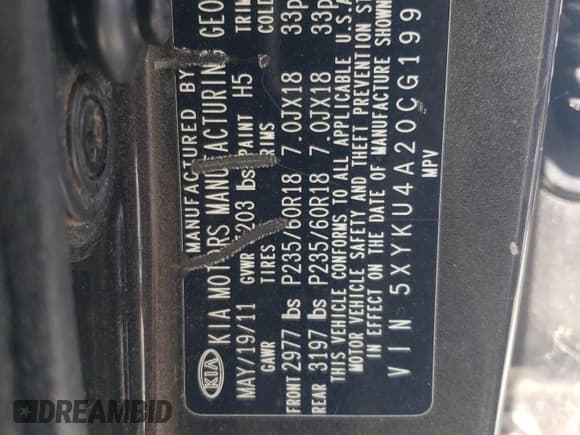 MANUFACTURED BY
KIA KIA MOTORS MANUFACTURING GEO
MAY/19/11 GVWR 203 lbs PAINT H5 TRIM
GAWR TIRES RIMS COLD
FRONT 2977 lbs P235/60R18 7.0JX18 33p
REAR 3197 lbs P235/60R18 7.0JX18 33p
THIS VEHICLE CONFORMS TO ALL APPLICABLE U.S.A
MOTOR VEHICLE SAFETY AND THEFT PREVENTION ST
IN EFFECT ON THE DATE OF MANUFACTURE SHOWN
VIN 5XYKU4A20CG199
MPV
DREAMBID